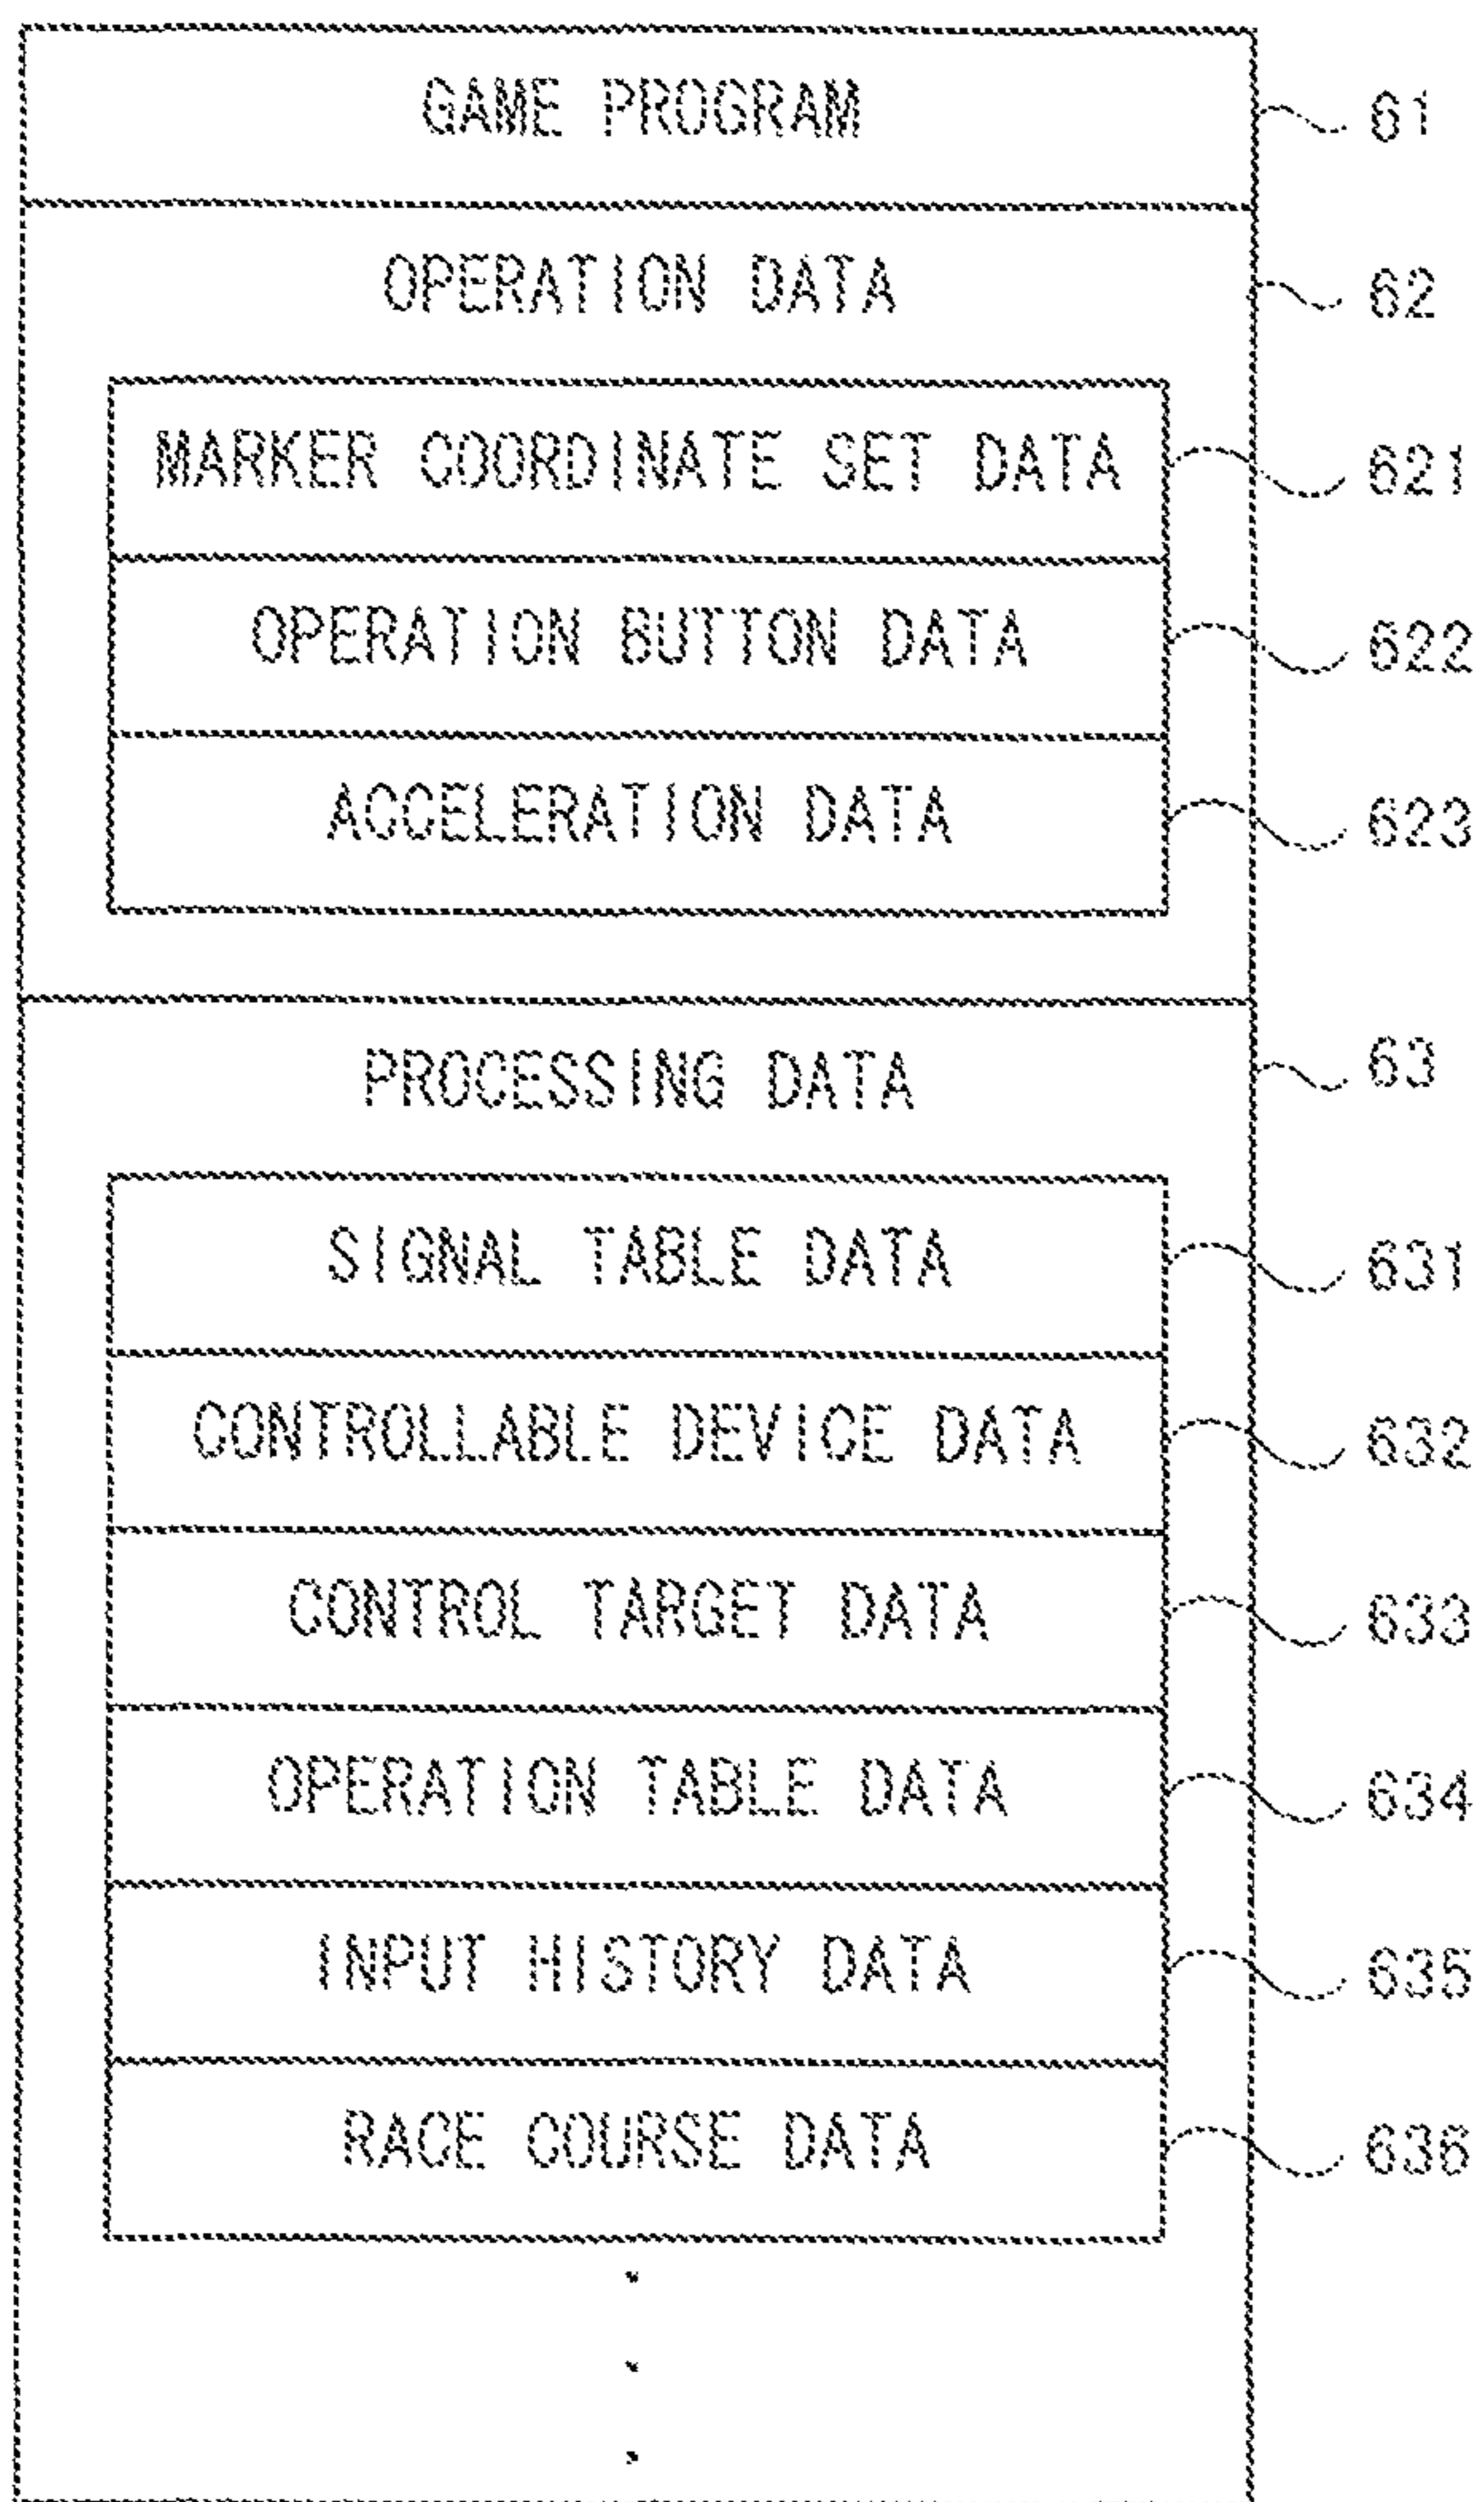 GAME PROGRAM 61
OPERATION DATA 62
MARKER COORDINATE SET DATA 621
OPERATION BUTTON DATA 622
ACCELERATION DATA 623
PROCESSING DATA 63
SIGNAL TABLE DATA 631
CONTROLLABLE DEVICE DATA 632
CONTROL TARGET DATA 633
OPERATION TABLE DATA 634
INPUT HISTORY DATA 635
RACE COURSE DATA 636